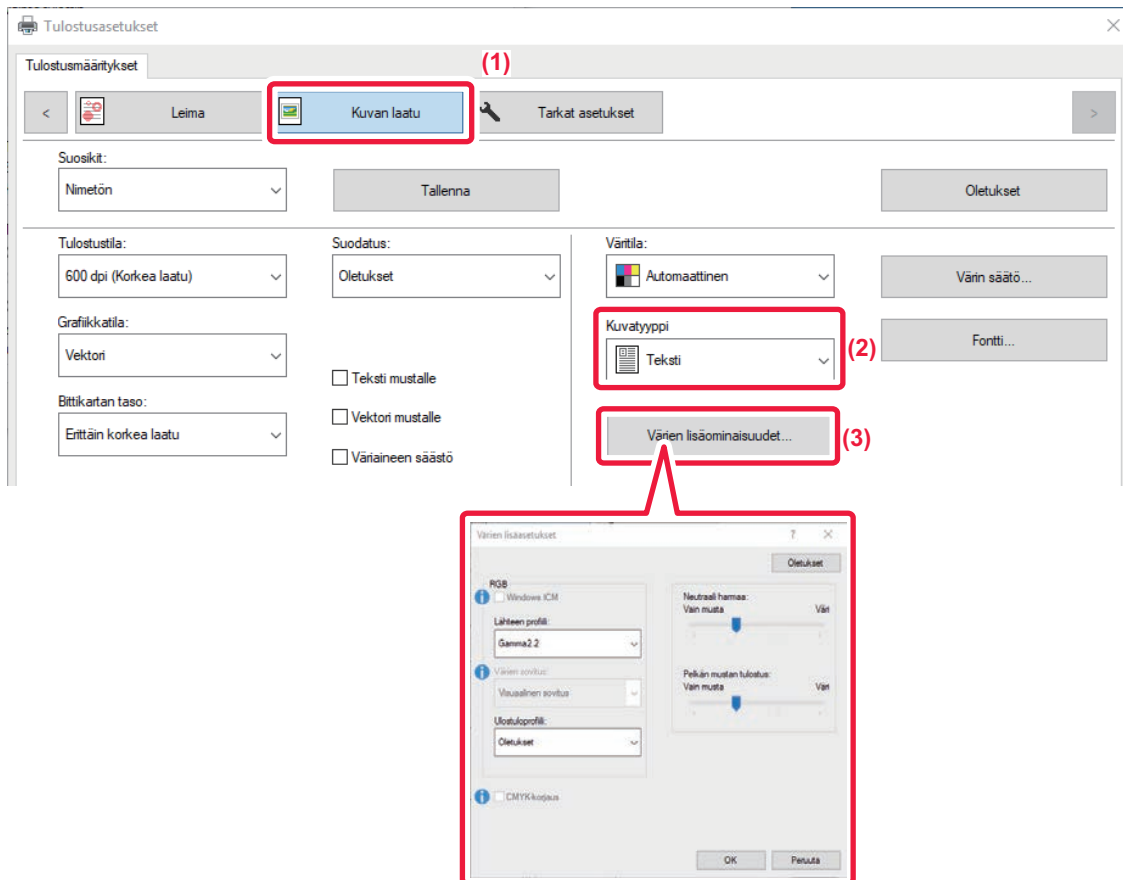 Tulostusasetukset
Tulostusmääritykset
(1)
<
Leima
Kuvan laatu
Tarkat asetukset
>
Suosikit:
Nimetön
Tallenna
Oletukset
Tulostustila:
Suodatus:
Väritila:
600 dpi (Korkea laatu)
Oletukset
Automaattinen
Värin säätö...
Grafiikkatila:
Kuvatyyppi
Vektori
Teksti
(2)
Fontti...
Teksti mustalle
Bittikartan taso:
Vektori mustalle
Erittäin korkea laatu
Värien lisäominaisuudet...
(3)
Väriaineen säästö
Värien lisäasetukset
?
Oletukset
RGB
Windows ICM
Neutraali harmaa:
Vain musta
Väri
Lähteen profiili:
Gamma2.2
Värien sovitus:
Pelkän mustan tulostus:
Visuaalinen sovitus
Vain musta
Väri
Ulostuloprofiili:
Oletukset
CMYK-korjaus
OK
Peruuta